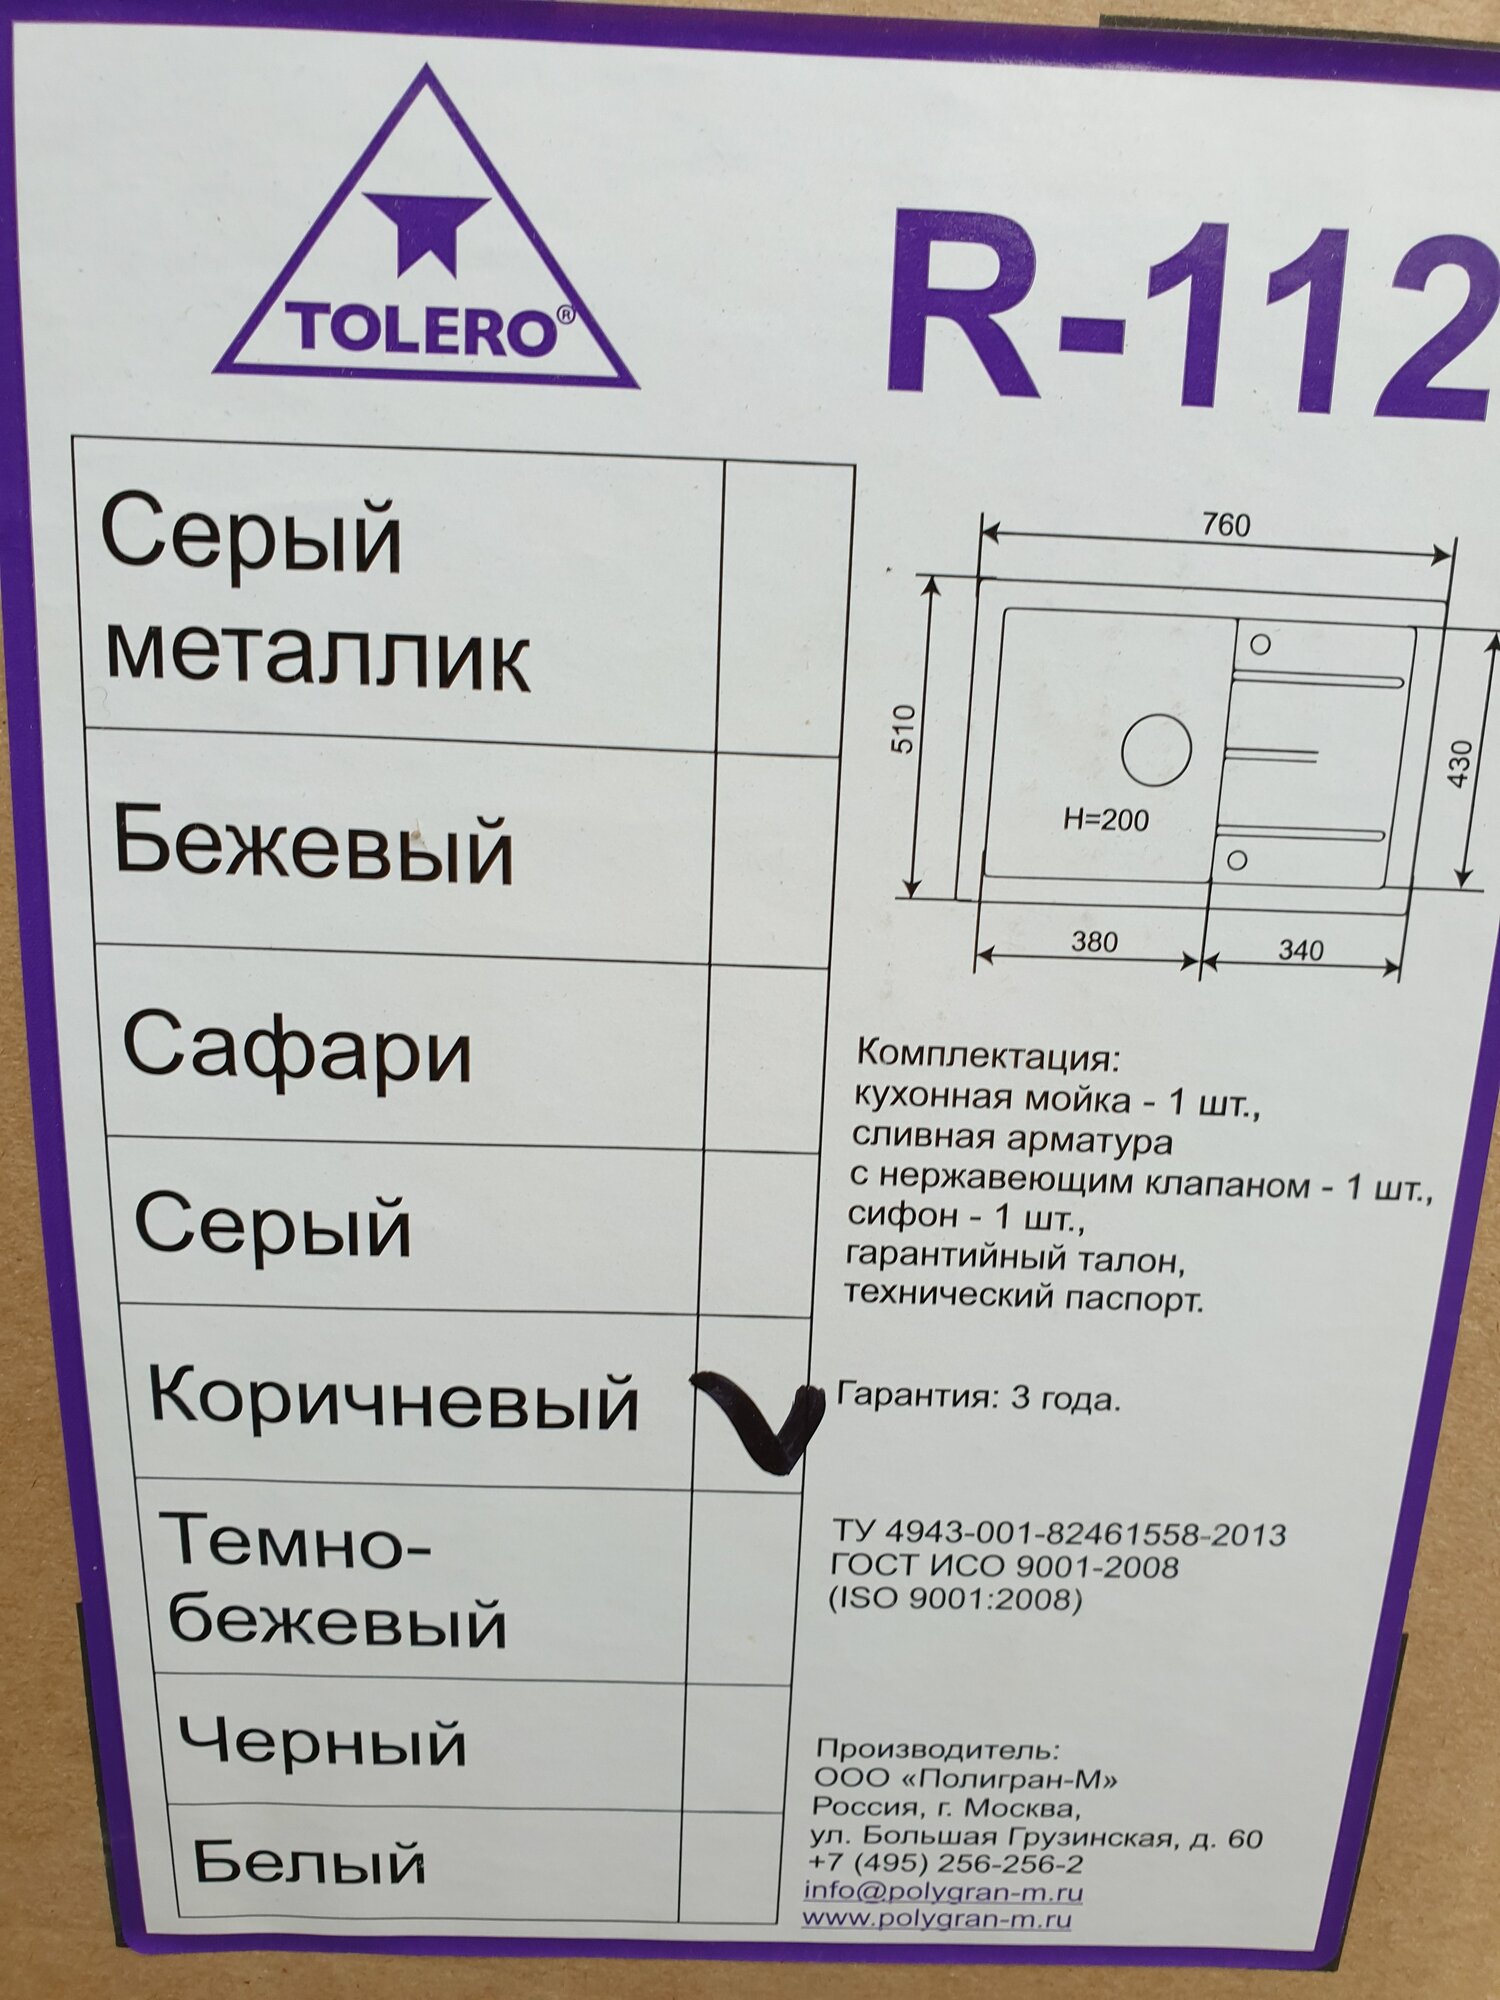 TOLERO®
R-112
Серый
металлик
Бежевый
Сафари
Серый
Коричневый
Темно-
бежевый
Черный
Белый
760
510
430
H=200
380
340
Комплектация:
кухонная мойка - 1 шт.,
сливная арматура
с нержавеющим клапаном - 1 шт.,
сифон - 1 шт.,
гарантийный талон,
технический паспорт.
Гарантия: 3 года.
ТУ 4943-001-82461558-2013
ГОСТ ИСО 9001-2008
(ISO 9001:2008)
Производитель:
ООО «Полигран-М»
Россия, г. Москва,
ул. Большая Грузинская, д. 60
+7 (495) 256-256-2
info@polygran-m.ru
www.polygran-m.ru